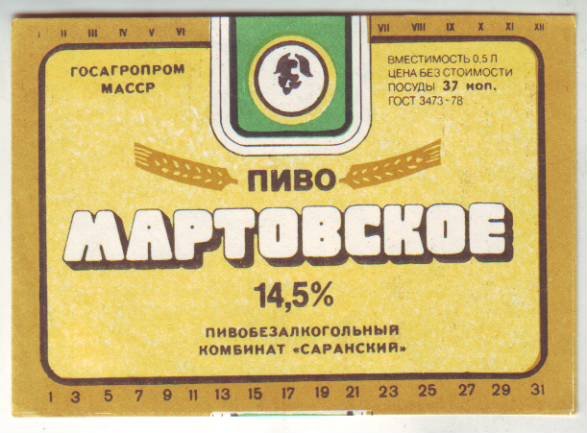 I II III IV V VI VII VIII IX X XI XII
ГОСАГРОПРОМ
МАССР
ВМЕСТИМОСТЬ 0,5 Л
ЦЕНА БЕЗ СТОИМОСТИ
ПОСУДЫ 37 коп.
ГОСТ 3473-78
ПИВО
МАРТОВСКОЕ
14,5%
ПИВОБЕЗАЛКОГОЛЬНЫЙ
КОМБИНАТ «САРАНСКИЙ»
1 3 5 7 9 11 13 15 17 19 21 22 23 25 27 29 31